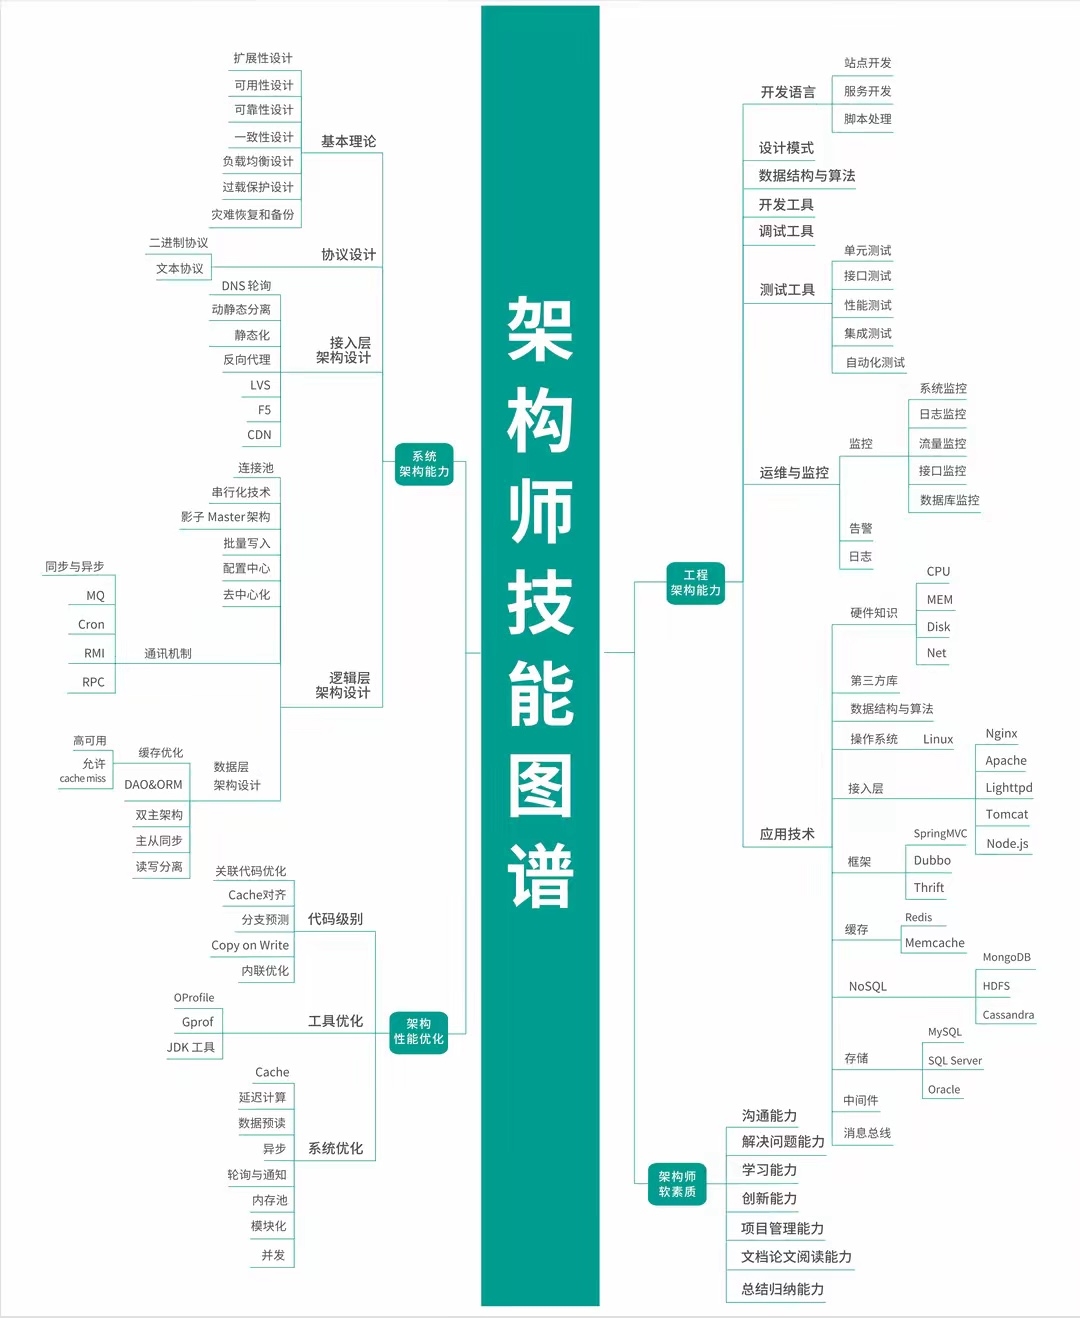 架构师技能图谱
系统
架构能力
基本理论
扩展性设计
可用性设计
可靠性设计
一致性设计
负载均衡设计
过载保护设计
灾难恢复和备份
协议设计
二进制协议
文本协议
接入层
架构设计
DNS 轮询
动静态分离
静态化
反向代理
LVS
F5
CDN
逻辑层
架构设计
连接池
串行化技术
影子 Master 架构
批量写入
配置中心
去中心化
通讯机制
同步与异步
MQ
Cron
RMI
RPC
数据层
架构设计
缓存优化
高可用
允许
cache miss
DAO&ORM
双主架构
主从同步
读写分离
架构
性能优化
代码级别
关联代码优化
Cache对齐
分支预测
Copy on Write
内联优化
工具优化
OProfile
Gprof
JDK 工具
系统优化
Cache
延迟计算
数据预读
异步
轮询与通知
内存池
模块化
并发
工程
架构能力
开发语言
站点开发
服务开发
脚本处理
设计模式
数据结构与算法
开发工具
调试工具
测试工具
单元测试
接口测试
性能测试
集成测试
自动化测试
运维与监控
监控
系统监控
日志监控
流量监控
接口监控
数据库监控
告警
日志
应用技术
硬件知识
CPU
MEM
Disk
Net
第三方库
数据结构与算法
操作系统
Linux
接入层
Nginx
Apache
Lighttpd
Tomcat
Node.js
框架
SpringMVC
Dubbo
Thrift
缓存
Redis
Memcache
NoSQL
MongoDB
HDFS
Cassandra
存储
MySQL
SQL Server
Oracle
中间件
消息总线
架构师
软素质
沟通能力
解决问题能力
学习能力
创新能力
项目管理能力
文档论文阅读能力
总结归纳能力